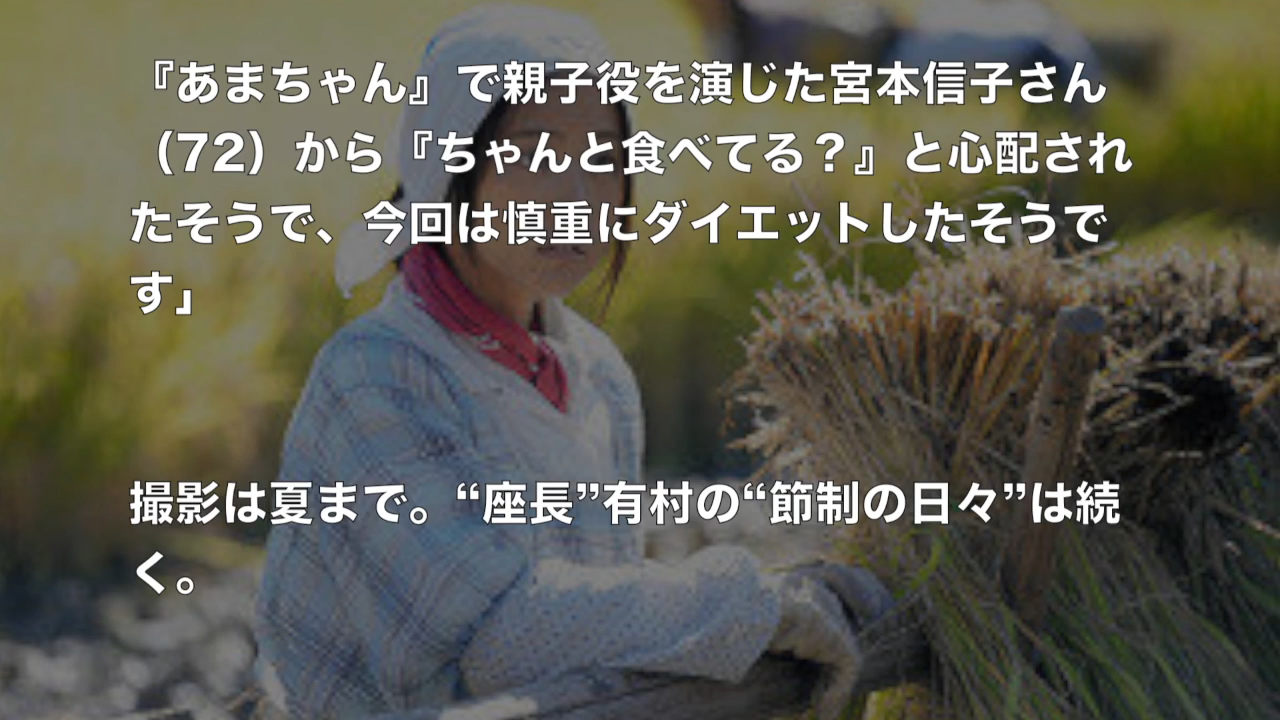 『あまちゃん』で親子役を演じた宮本信子さん
（72）から『ちゃんと食べてる？』と心配され
たそうで、今回は慎重にダイエットしたそうで
す」
撮影は夏まで。“座長”有村の“節制の日々”は続
く。